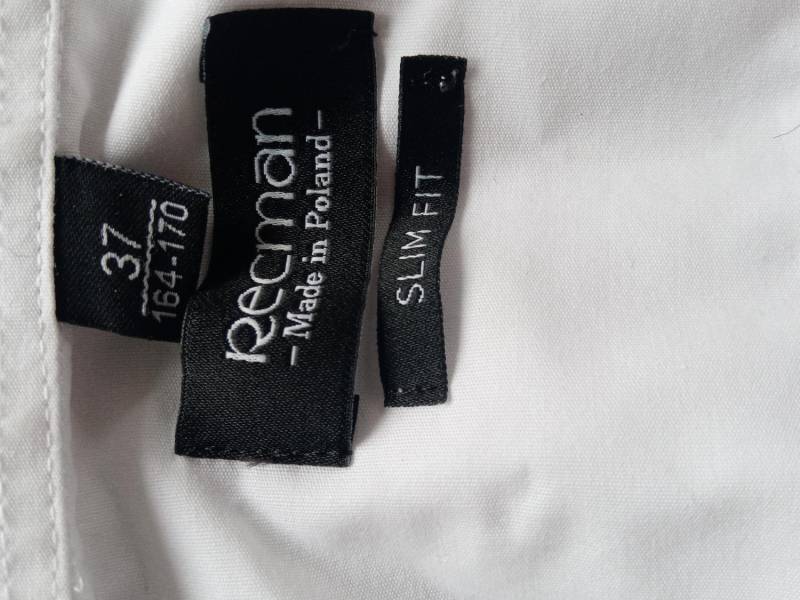 37
164-170
Recman
– Made in Poland –
SLIM FIT